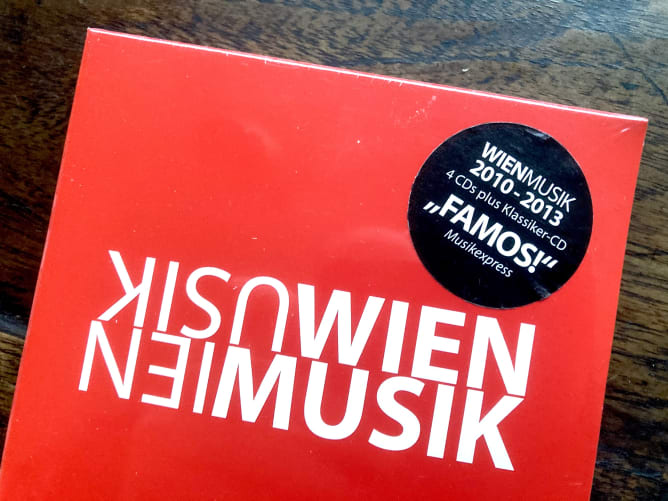 WIENMUSIK
2010 - 2013
4 CDs plus Klassiker-CD
„FAMOS!“
Musikexpress
MUSIKWIEN
WIENMUSIK